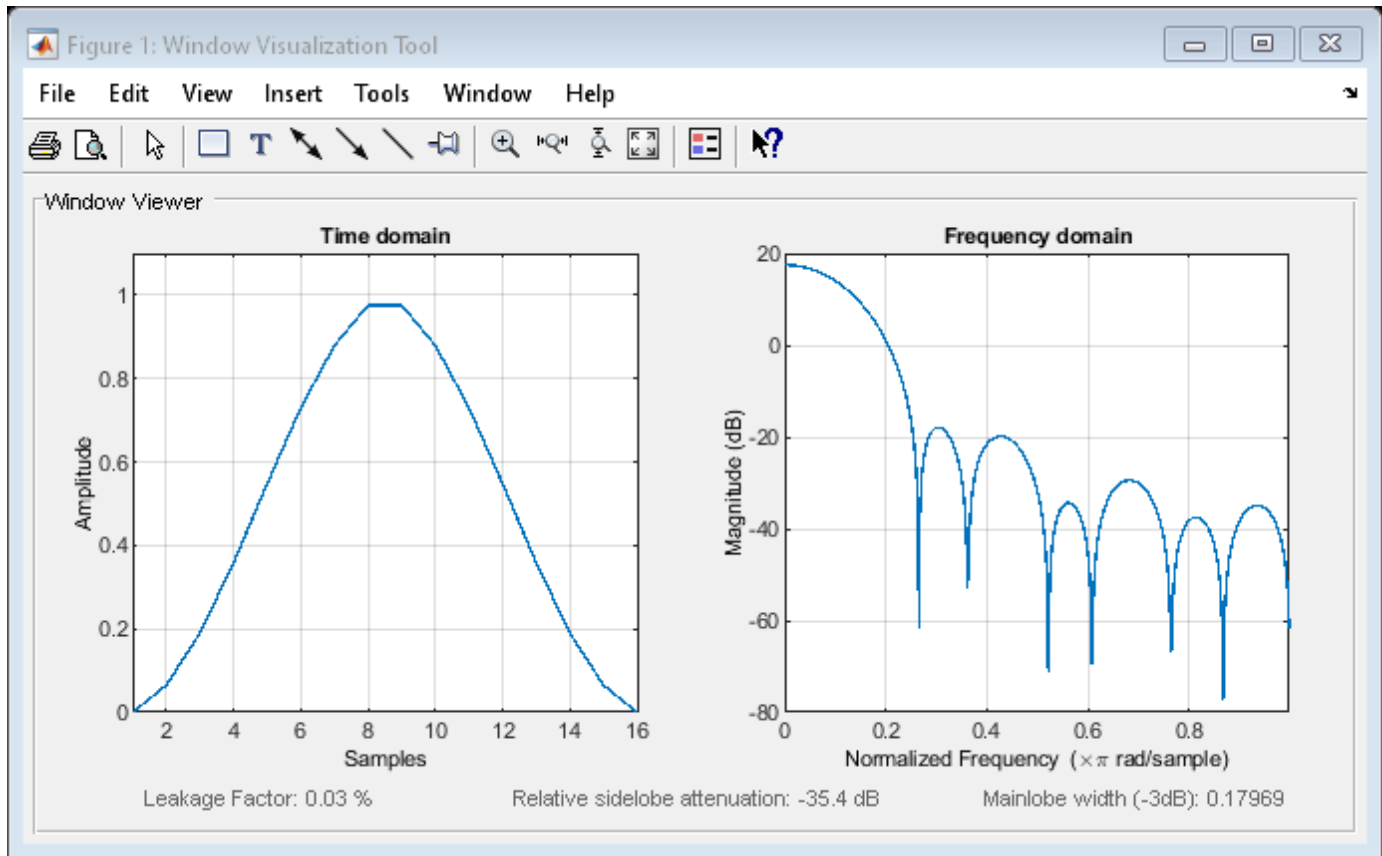 Figure 1: Window Visualization Tool
File Edit View Insert Tools Window Help
T
?
Window Viewer
Time domain
1
0.8
0.6
0.4
0.2
0
Amplitude
2 4 6 8 10 12 14 16
Samples
Frequency domain
20
0
-20
-40
-60
-80
Magnitude (dB)
0 0.2 0.4 0.6 0.8
Normalized Frequency (×π rad/sample)
Leakage Factor: 0.03 % Relative sidelobe attenuation: -35.4 dB Mainlobe width (-3dB): 0.17969